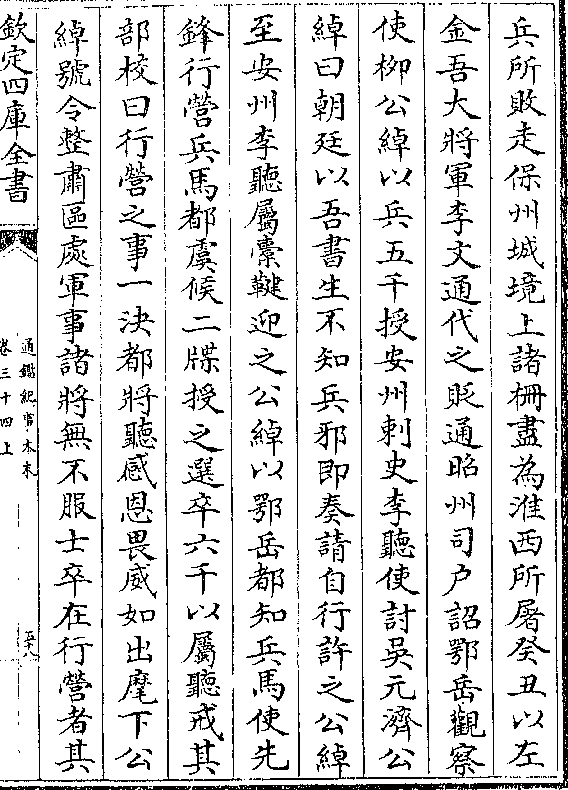 兵所敗走保州城境上諸柵盡為淮西所屠癸丑以左
金吾大將軍李文通代之貶通昭州司户詔鄂岳觀察
使栁公綽以兵五千授安州刺史李聽使討吳元濟公
綽曰朝廷以吾書生不知兵邪即奏請自行許之公綽
至安州李聽屬櫜鞬迎之公綽以鄂岳都知兵馬使先
鋒行營兵馬都虞候二牒授之選卒六千以屬聽戒其
部校曰行營之事一決都將聽感恩畏威如出麾下公
綽號令整肅區處軍事諸將無不服士卒在行營者其
欽定四庫全書
通鑑紀事本末
卷三十四上